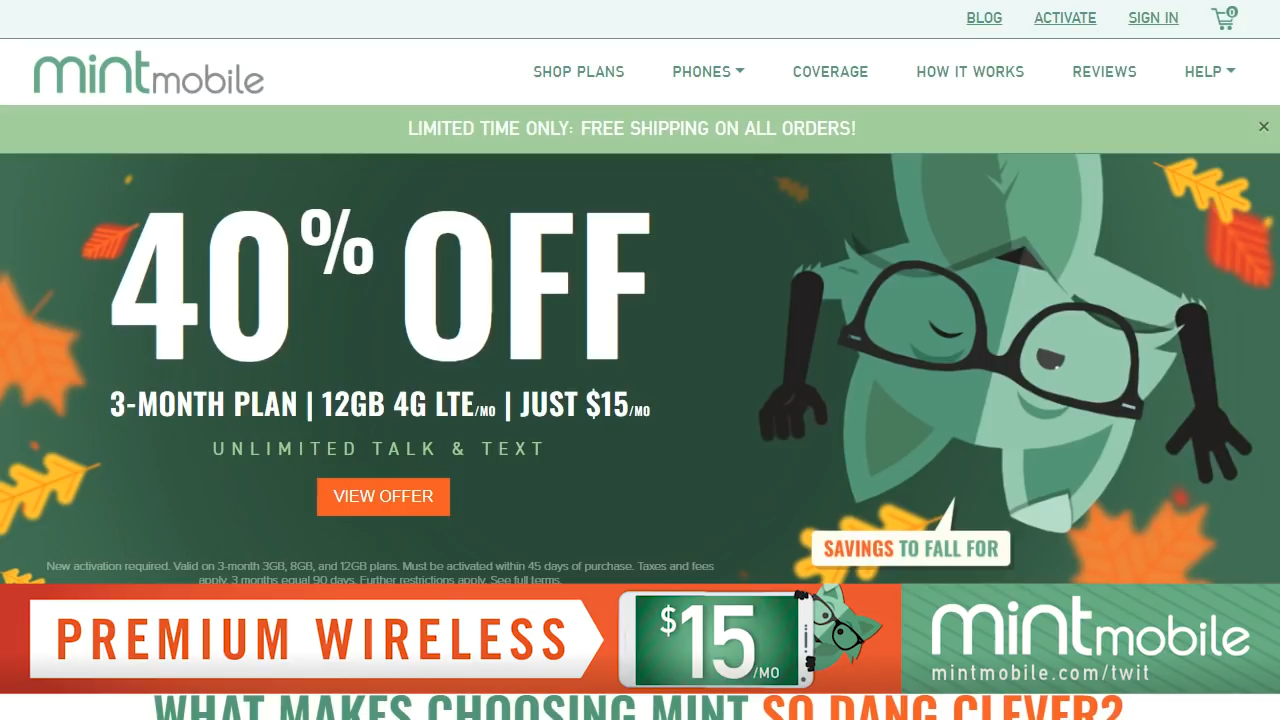 BLOG ACTIVATE SIGN IN 0
mintmobile SHOP PLANS PHONES COVERAGE HOW IT WORKS REVIEWS HELP
LIMITED TIME ONLY: FREE SHIPPING ON ALL ORDERS! ×
40% OFF
3-MONTH PLAN | 12GB 4G LTE/MO | JUST $15/MO
UNLIMITED TALK & TEXT
VIEW OFFER
SAVINGS TO FALL FOR
New activation required. Valid on 3-month 3GB, 8GB, and 12GB plans. Must be activated within 45 days of purchase. Taxes and fees
apply. 3 months equal 90 days. Further restrictions apply. See full terms.
PREMIUM WIRELESS $15/MO mintmobile
mintmobile.com/twit
WHAT MAKES CHOOSING MINT SO DANG CLEVER?